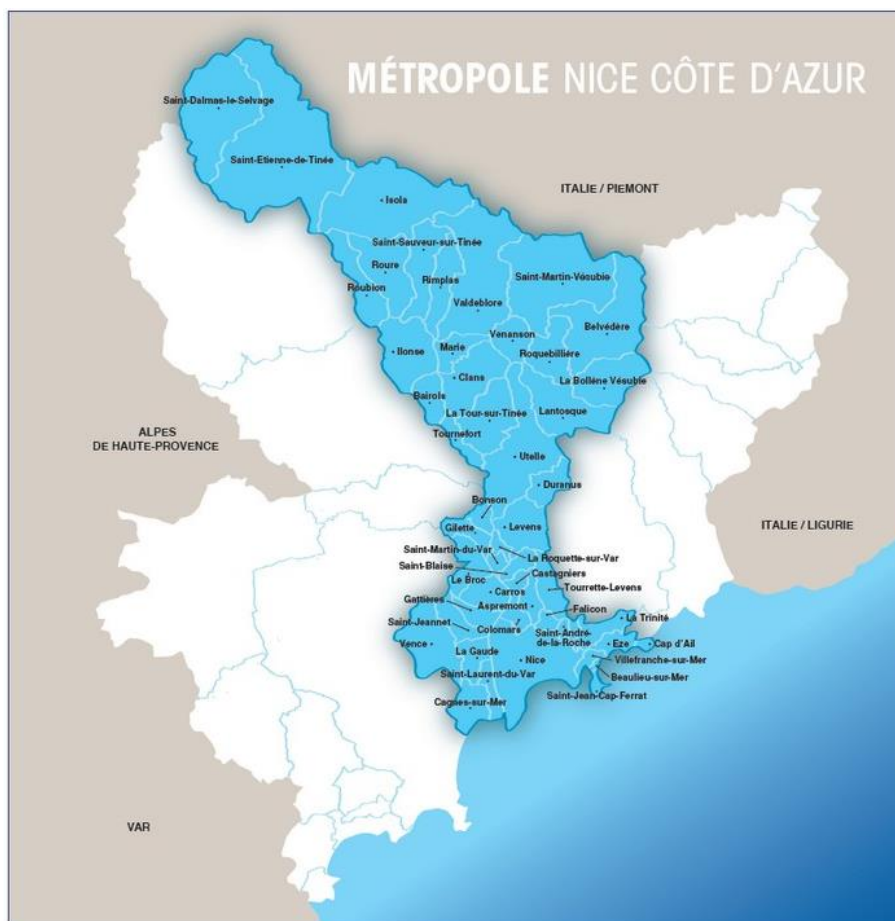 MÉTROPOLE NICE CÔTE D'AZUR
Saint-Dalmas-le-Selvage
Saint-Etienne-de-Tinée
ITALIE / PIEMONT
Isola
Saint-Sauveur-sur-Tinée
Roure
Rimplas
Saint-Martin-Vésubie
Roubion
Valdeblore
Belvédère
Venanson
Ilonse
Marie
Roquebillière
Clans
La Bollène Vésubie
Bairols
La Tour-sur-Tinée
Lantosque
Tournefort
ALPES
DE HAUTE-PROVENCE
Utelle
Duranus
Bonson
Gilette
Levens
ITALIE / LIGURIE
Saint-Martin-du-Var
La Roquette-sur-Var
Saint-Blaise
Castagniers
Le Broc
Tourrette-Levens
Carros
Gattières
Aspremont
Falicon
La Trinité
Saint-Jeannet
Colomars
Saint-André-
de-la-Roche
Vence
Eze
Cap d'Ail
La Gaude
Nice
Villefranche-sur-Mer
Saint-Laurent-du-Var
Beaulieu-sur-Mer
Saint-Jean-Cap-Ferrat
Cagnes-sur-Mer
VAR